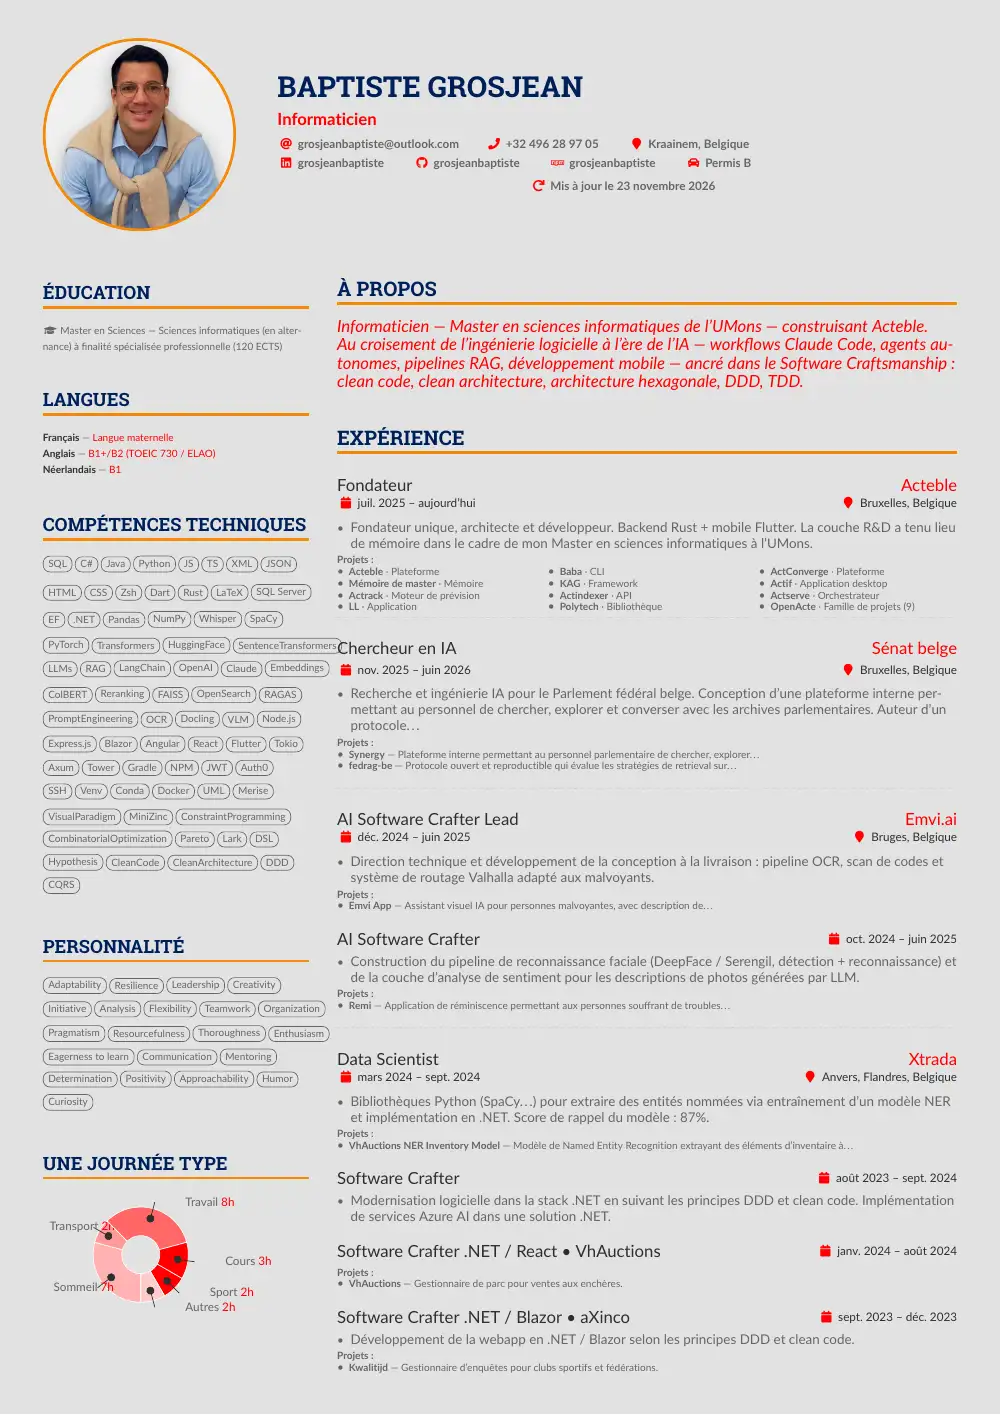 BAPTISTE GROSJEAN
Informaticien
grosjeanbaptiste@outlook.com +32 496 28 97 05 Kraainem, Belgique
grosjeanbaptiste grosjeanbaptiste grosjeanbaptiste Permis B
Mis à jour le 23 novembre 2026
ÉDUCATION
Master en Sciences — Sciences informatiques (en alter-
nance) à finalité spécialisée professionnelle (120 ECTS)
LANGUES
Français — Langue maternelle
Anglais — B1+/B2 (TOEIC 730 / ELAO)
Néerlandais — B1
COMPÉTENCES TECHNIQUES
SQL C# Java Python JS TS XML JSON
HTML CSS Zsh Dart Rust LaTeX SQL Server
EF .NET Pandas NumPy Whisper SpaCy
PyTorch Transformers HuggingFace SentenceTransformers
LLMs RAG LangChain OpenAI Claude Embeddings
ColBERT Reranking FAISS OpenSearch RAGAS
PromptEngineering OCR Docling VLM Node.js
Express.js Blazor Angular React Flutter Tokio
Axum Tower Gradle NPM JWT Auth0
SSH Venv Conda Docker UML Merise
VisualParadigm MiniZinc ConstraintProgramming
CombinatorialOptimization Pareto Lark DSL
Hypothesis CleanCode CleanArchitecture DDD
CQRS
PERSONNALITÉ
Adaptability Resilience Leadership Creativity
Initiative Analysis Flexibility Teamwork Organization
Pragmatism Resourcefulness Thoroughness Enthusiasm
Eagerness to learn Communication Mentoring
Determination Positivity Approachability Humor
Curiosity
UNE JOURNÉE TYPE
Travail 8h
Transport 2h
Cours 3h
Sommeil 7h
Sport 2h
Autres 2h
À PROPOS
Informaticien — Master en sciences informatiques de l'UMons — construisant Acteble.
Au croisement de l'ingénierie logicielle à l'ère de l'IA — workflows Claude Code, agents au-
tonomes, pipelines RAG, développement mobile — ancré dans le Software Craftsmanship :
clean code, clean architecture, architecture hexagonale, DDD, TDD.
EXPÉRIENCE
Fondateur Acteble
juil. 2025 – aujourd'hui Bruxelles, Belgique
• Fondateur unique, architecte et développeur. Backend Rust + mobile Flutter. La couche R&D a tenu lieu
de mémoire dans le cadre de mon Master en sciences informatiques à l'UMons.
Projets :
• Acteble · Plateforme • Baba · CLI • ActConverge · Plateforme
• Mémoire de master · Mémoire • KAG · Framework • Actif · Application desktop
• Actrack · Moteur de prévision • Actindexer · API • Actserve · Orchestrateur
• LL · Application • Polytech · Bibliothèque • OpenActe · Famille de projets (9)
Chercheur en IA Sénat belge
nov. 2025 – juin 2026 Bruxelles, Belgique
• Recherche et ingénierie IA pour le Parlement fédéral belge. Conception d'une plateforme interne per-
mettant au personnel de chercher, explorer et converser avec les archives parlementaires. Auteur d'un
protocole…
Projets :
• Synergy — Plateforme interne permettant au personnel parlementaire de chercher, explorer…
• fedrag-be — Protocole ouvert et reproductible qui évalue les stratégies de retrieval sur…
AI Software Crafter Lead Emvi.ai
déc. 2024 – juin 2025 Bruges, Belgique
• Direction technique et développement de la conception à la livraison : pipeline OCR, scan de codes et
système de routage Valhalla adapté aux malvoyants.
Projets :
• Emvi App — Assistant visuel IA pour personnes malvoyantes, avec description de…
AI Software Crafter oct. 2024 – juin 2025
• Construction du pipeline de reconnaissance faciale (DeepFace / Serengil, détection + reconnaissance) et
de la couche d'analyse de sentiment pour les descriptions de photos générées par LLM.
Projets :
• Remi — Application de réminiscence permettant aux personnes souffrant de troubles…
Data Scientist Xtrada
mars 2024 – sept. 2024 Anvers, Flandres, Belgique
• Bibliothèques Python (SpaCy…) pour extraire des entités nommées via entraînement d'un modèle NER
et implémentation en .NET. Score de rappel du modèle : 87%.
Projets :
• VhAuctions NER Inventory Model — Modèle de Named Entity Recognition extrayant des éléments d'inventaire à…
Software Crafter août 2023 – sept. 2024
• Modernisation logicielle dans la stack .NET en suivant les principes DDD et clean code. Implémentation
de services Azure AI dans une solution .NET.
Software Crafter .NET / React • VhAuctions janv. 2024 – août 2024
Projets :
• VhAuctions — Gestionnaire de parc pour ventes aux enchères.
Software Crafter .NET / Blazor • aXinco sept. 2023 – déc. 2023
• Développement de la webapp en .NET / Blazor selon les principes DDD et clean code.
Projets :
• Kwalitijd — Gestionnaire d'enquêtes pour clubs sportifs et fédérations.